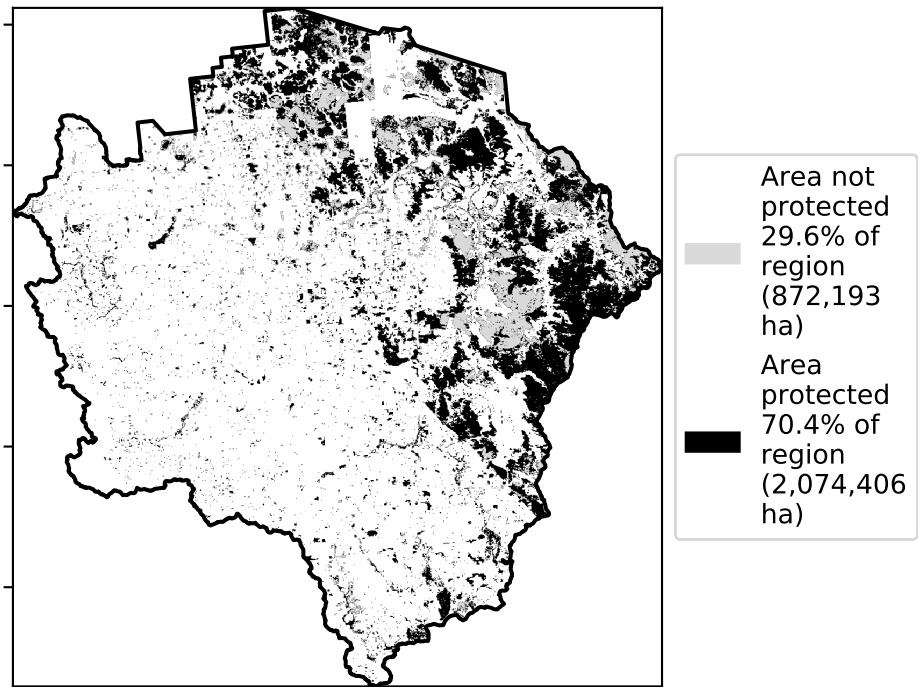 Area not
protected
29.6% of
region
(872,193
ha)
Area
protected
70.4% of
region
(2,074,406
ha)